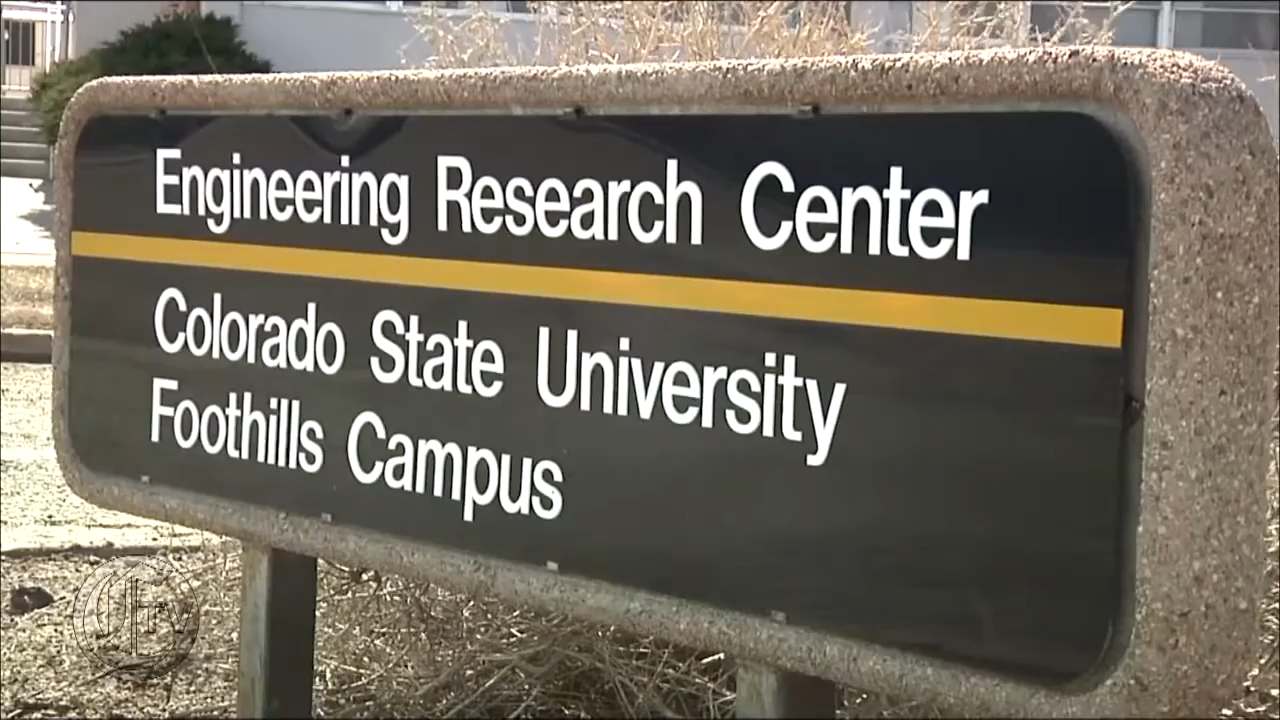 Engineering Research Center
Colorado State University
Foothills Campus